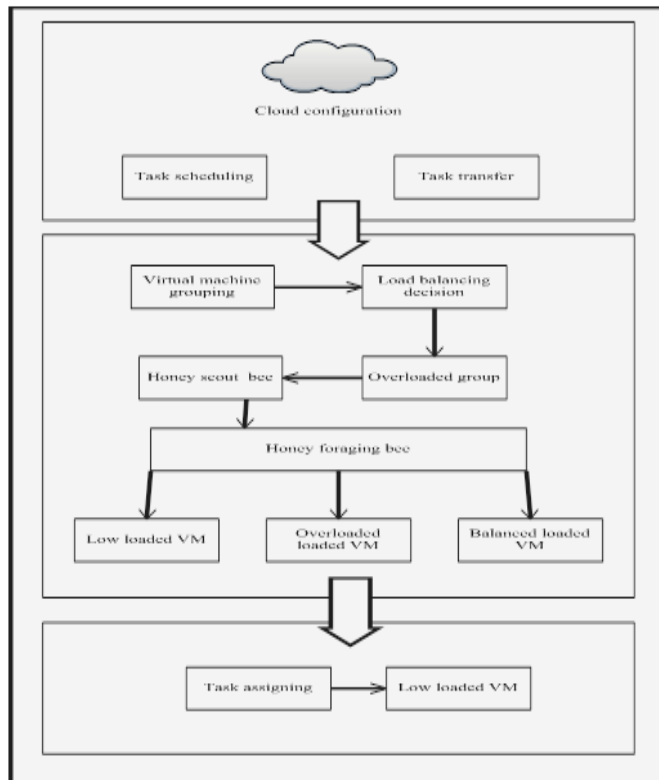 Cloud configuration
Task scheduling
Task transfer
Virtual machine
grouping
Load balancing
decision
Honey scout bee
Overloaded group
Honey foraging bee
Low loaded VM
Overloaded
loaded VM
Balanced loaded
VM
Task assigning
Low loaded VM